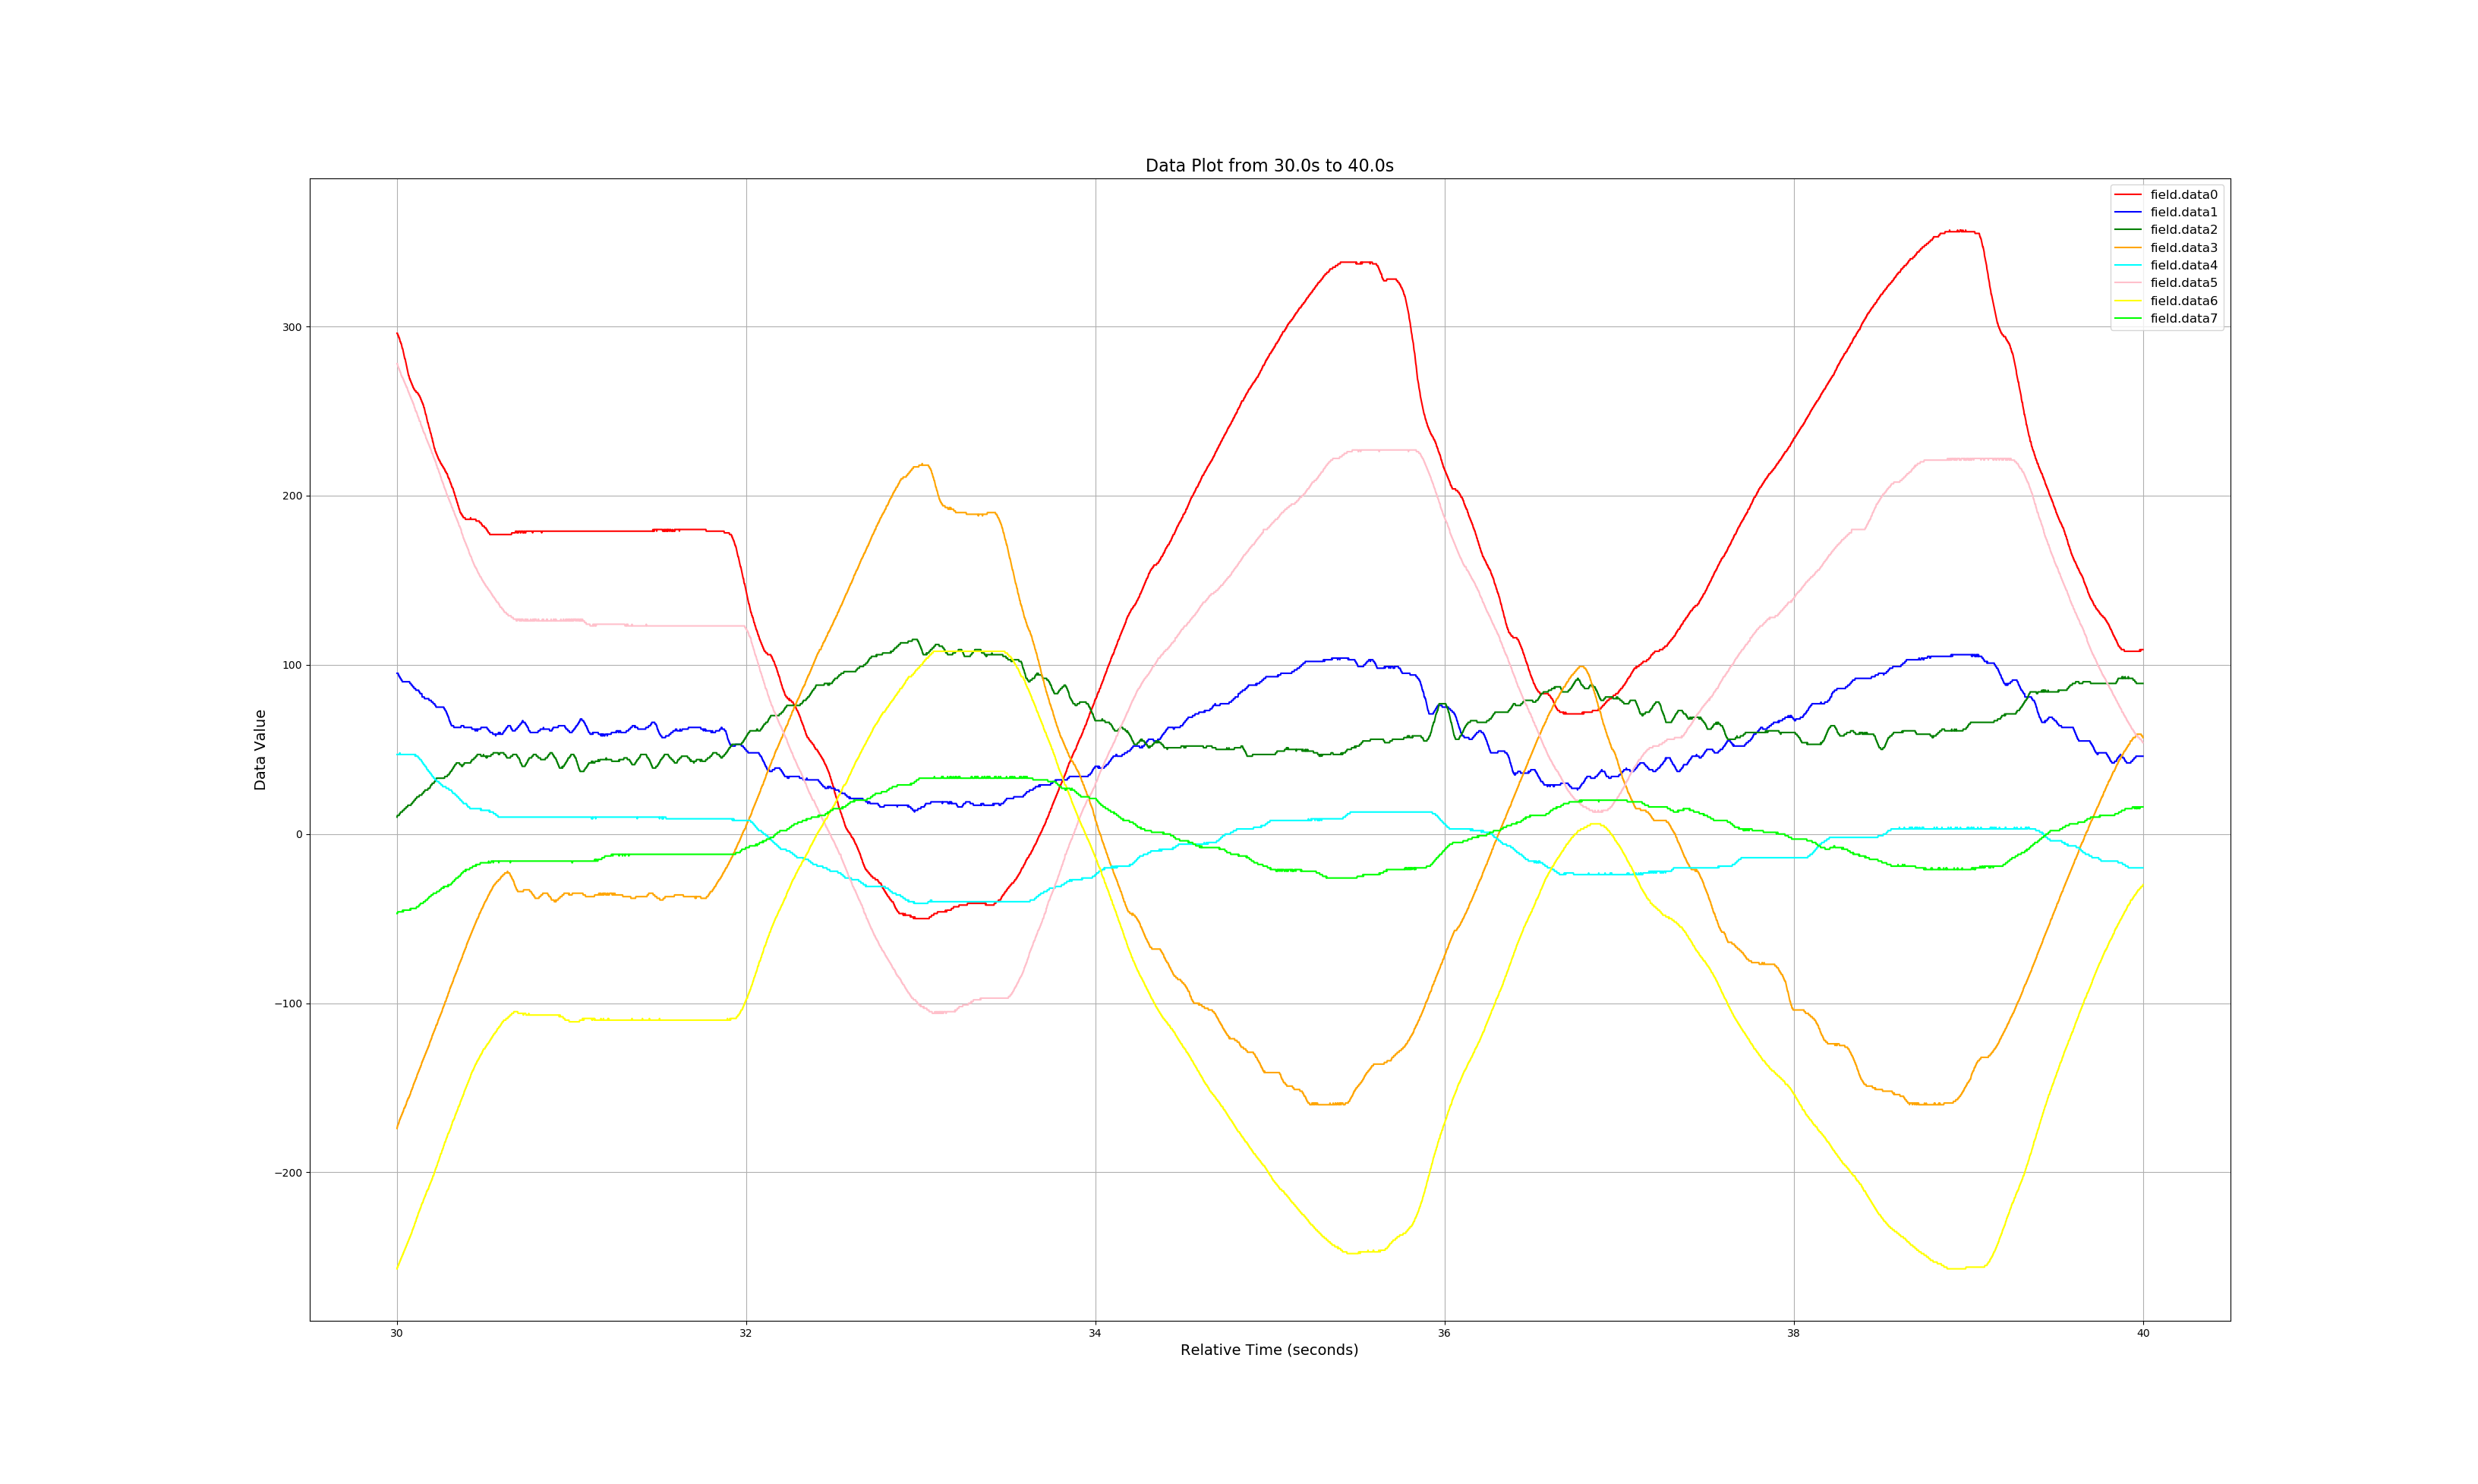 Data Plot from 30.0s to 40.0s
field.data0
field.data1
field.data2
field.data3
field.data4
field.data5
field.data6
field.data7
Data Value
300
200
100
0
−100
−200
30
32
34
36
38
40
Relative Time (seconds)